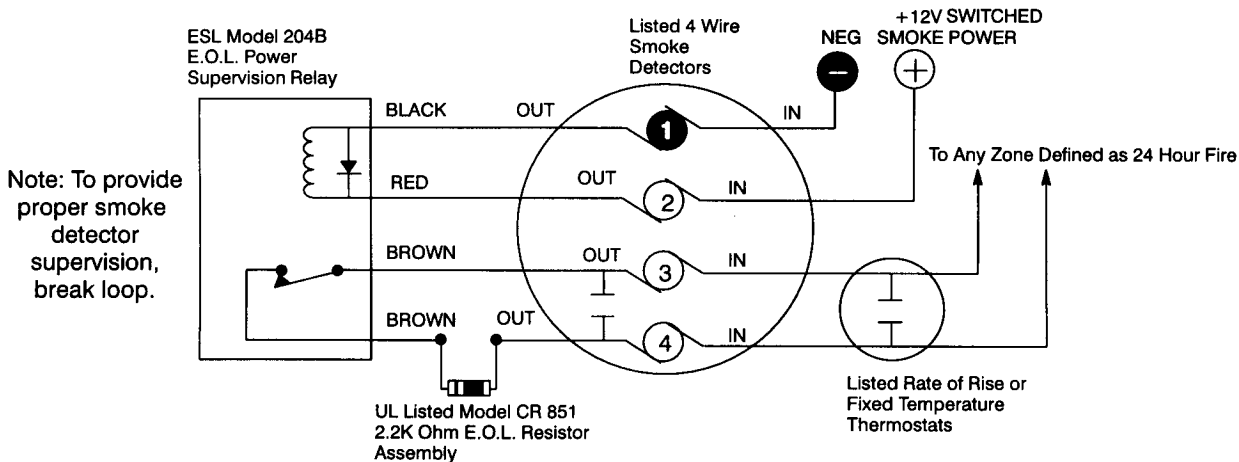 ESL Model 204B
E.O.L. Power
Supervision Relay
Listed 4 Wire
Smoke
Detectors
NEG
+12V SWITCHED
SMOKE POWER
−
+
BLACK
OUT
1
IN
To Any Zone Defined as 24 Hour Fire
Note: To provide
proper smoke
detector
supervision,
break loop.
RED
OUT
2
IN
BROWN
OUT
3
IN
BROWN
OUT
4
IN
UL Listed Model CR 851
2.2K Ohm E.O.L. Resistor
Assembly
Listed Rate of Rise or
Fixed Temperature
Thermostats